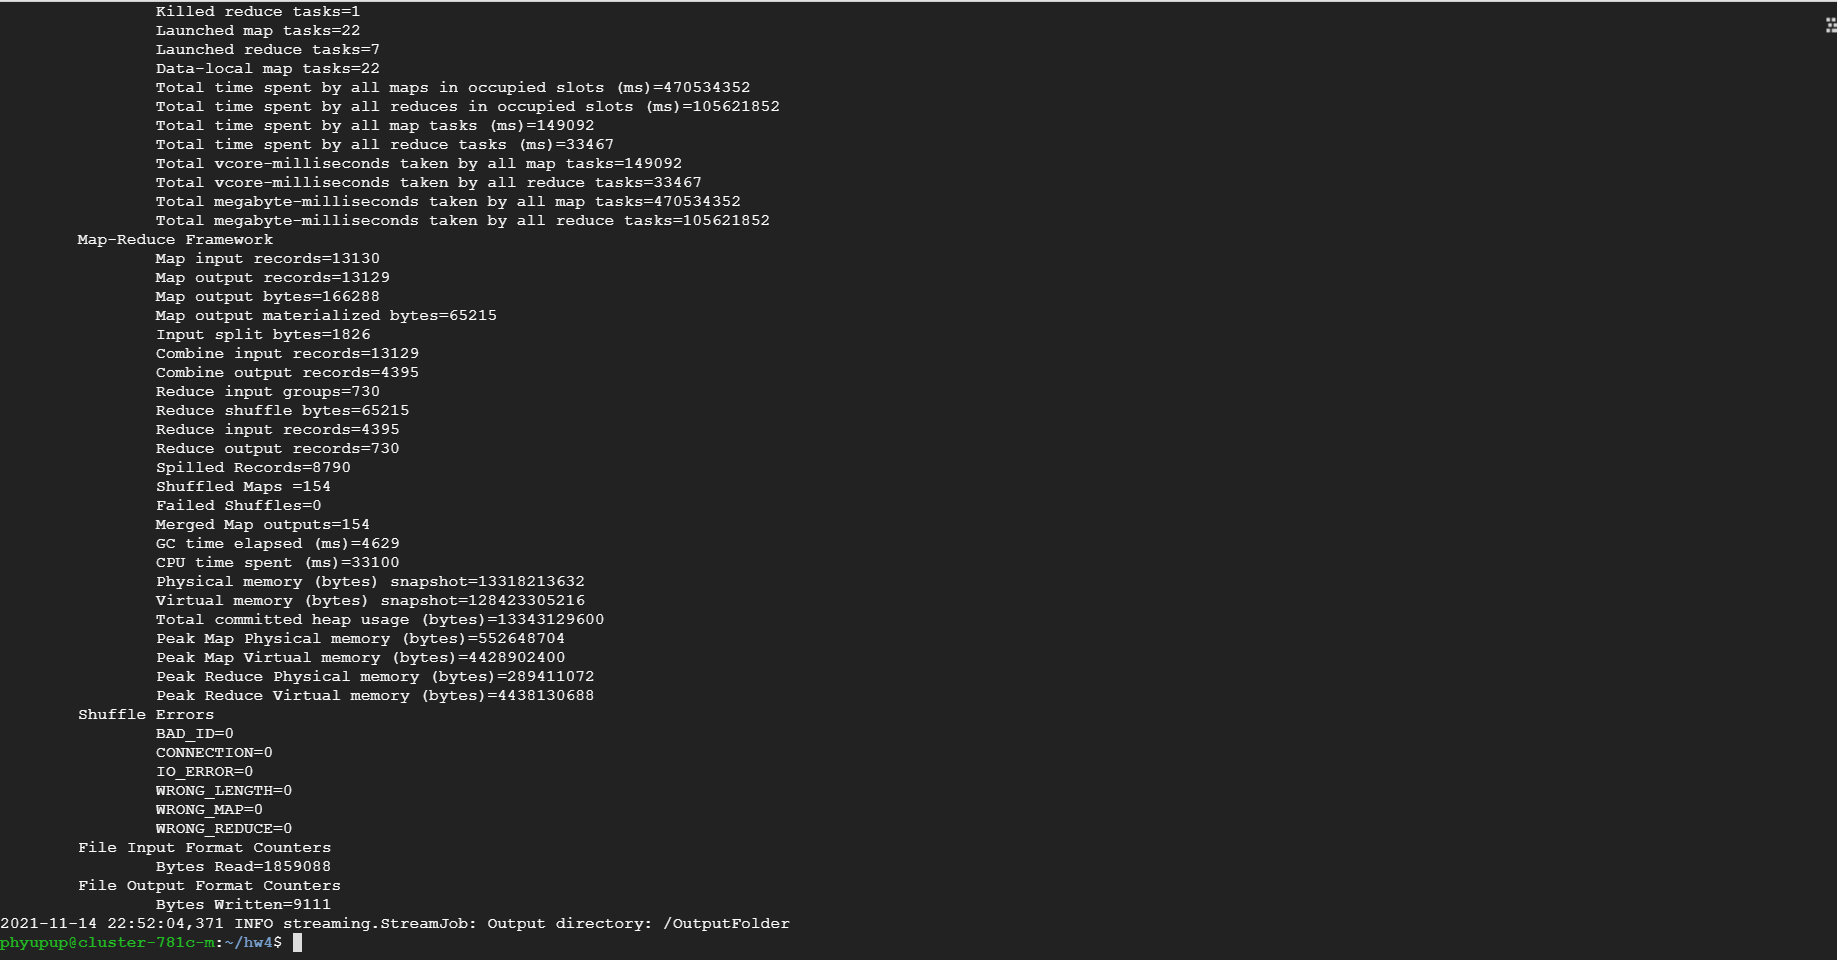 Killed reduce tasks=1
Launched map tasks=22
Launched reduce tasks=7
Data-local map tasks=22
Total time spent by all maps in occupied slots (ms)=470534352
Total time spent by all reduces in occupied slots (ms)=105621852
Total time spent by all map tasks (ms)=149092
Total time spent by all reduce tasks (ms)=33467
Total vcore-milliseconds taken by all map tasks=149092
Total vcore-milliseconds taken by all reduce tasks=33467
Total megabyte-milliseconds taken by all map tasks=470534352
Total megabyte-milliseconds taken by all reduce tasks=105621852
Map-Reduce Framework
Map input records=13130
Map output records=13129
Map output bytes=166288
Map output materialized bytes=65215
Input split bytes=1826
Combine input records=13129
Combine output records=4395
Reduce input groups=730
Reduce shuffle bytes=65215
Reduce input records=4395
Reduce output records=730
Spilled Records=8790
Shuffled Maps =154
Failed Shuffles=0
Merged Map outputs=154
GC time elapsed (ms)=4629
CPU time spent (ms)=33100
Physical memory (bytes) snapshot=13318213632
Virtual memory (bytes) snapshot=128423305216
Total committed heap usage (bytes)=13343129600
Peak Map Physical memory (bytes)=552648704
Peak Map Virtual memory (bytes)=4428902400
Peak Reduce Physical memory (bytes)=289411072
Peak Reduce Virtual memory (bytes)=4438130688
Shuffle Errors
BAD_ID=0
CONNECTION=0
IO_ERROR=0
WRONG_LENGTH=0
WRONG_MAP=0
WRONG_REDUCE=0
File Input Format Counters
Bytes Read=1859088
File Output Format Counters
Bytes Written=9111
2021-11-14 22:52:04,371 INFO streaming.StreamJob: Output directory: /OutputFolder
phyupup@cluster-781c-m:~/hw4$